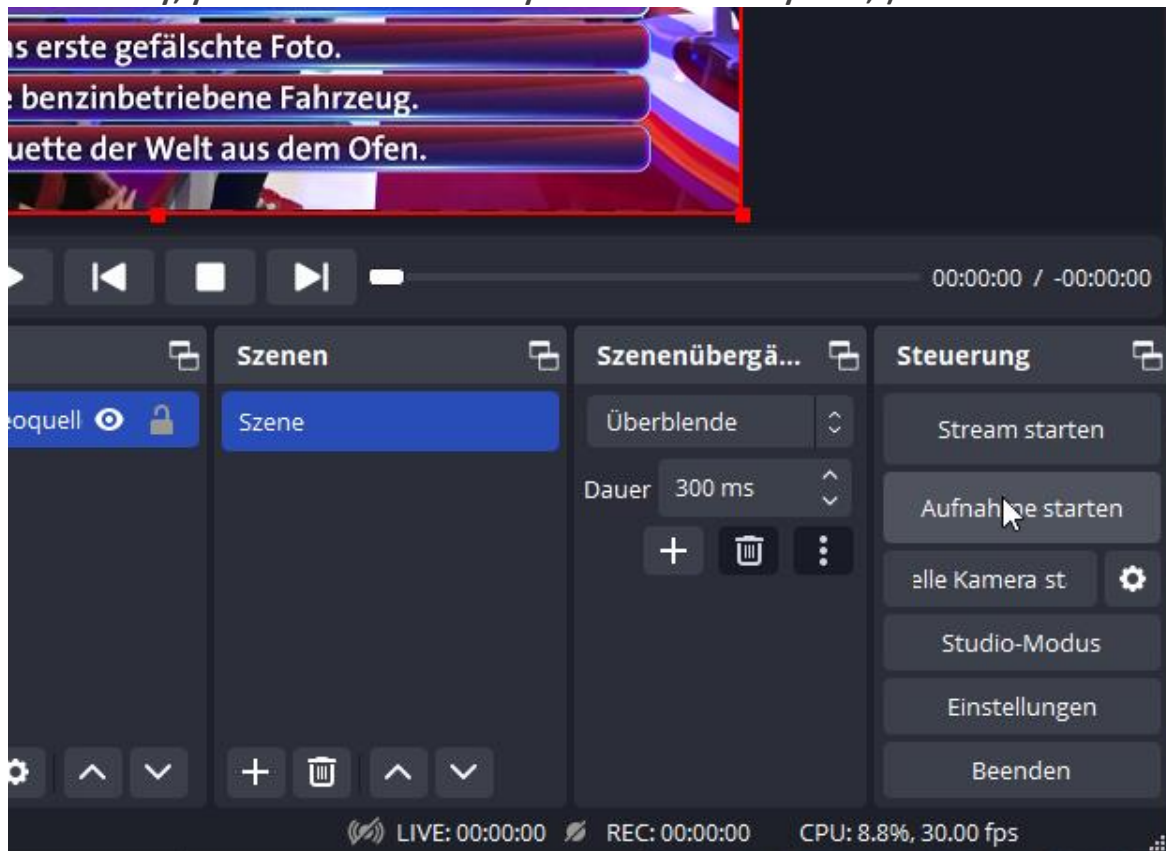 s erste gefälschte Foto.
benzinbetriebene Fahrzeug.
uette der Welt aus dem Ofen.
00:00:00 / -00:00:00
Szenen
Szenenübergä...
Steuerung
eoquell
Szene
Überblende
Stream starten
Dauer 300 ms
Aufnahme starten
elle Kamera st
Studio-Modus
Einstellungen
Beenden
LIVE: 00:00:00 REC: 00:00:00 CPU: 8.8%, 30.00 fps